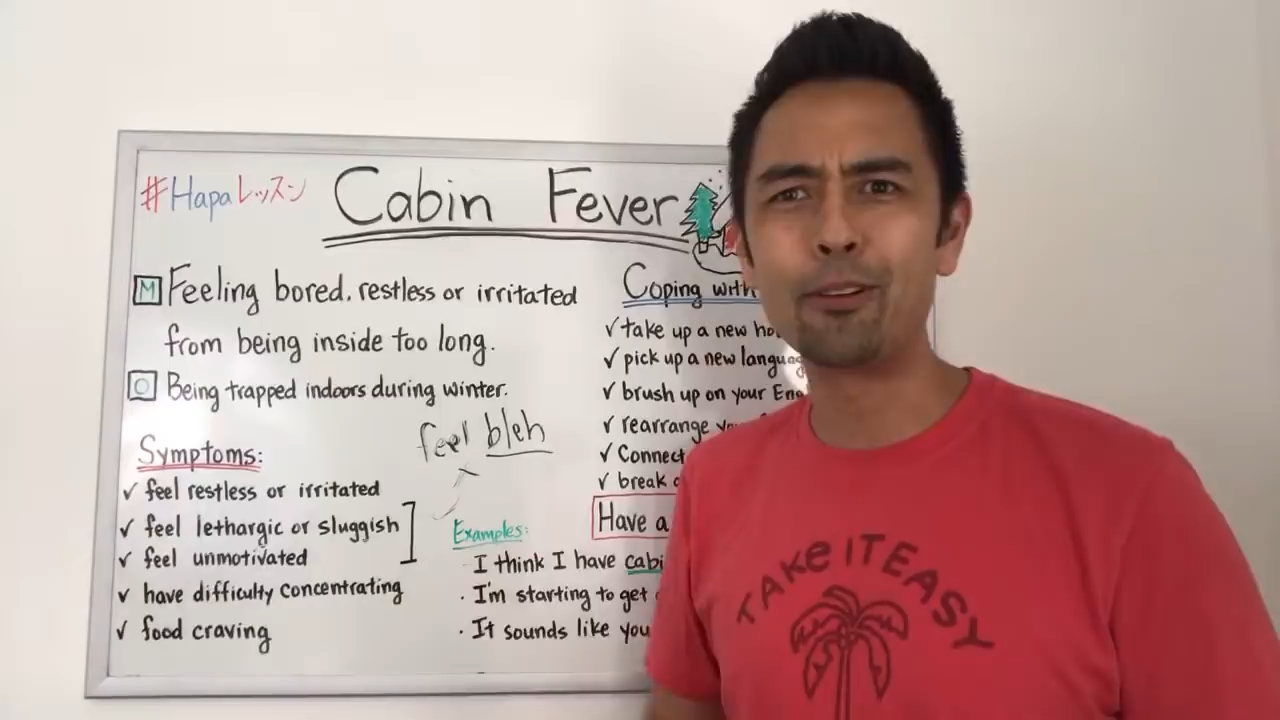 #Hapaレッスン
Cabin Fever
M Feeling bored, restless or irritated
from being inside too long.
O Being trapped indoors during winter.
feel bleh
Symptoms:
✓ feel restless or irritated
✓ feel lethargic or sluggish
✓ feel unmotivated
✓ have difficulty concentrating
✓ food craving
Coping with
✓ take up a new
✓ pick up a new
✓ brush up on your
✓ rearrange
✓ Connect
✓ break
Have a
Examples:
· I think I have
· I'm starting to get
· It sounds like you
TAKE IT EASY